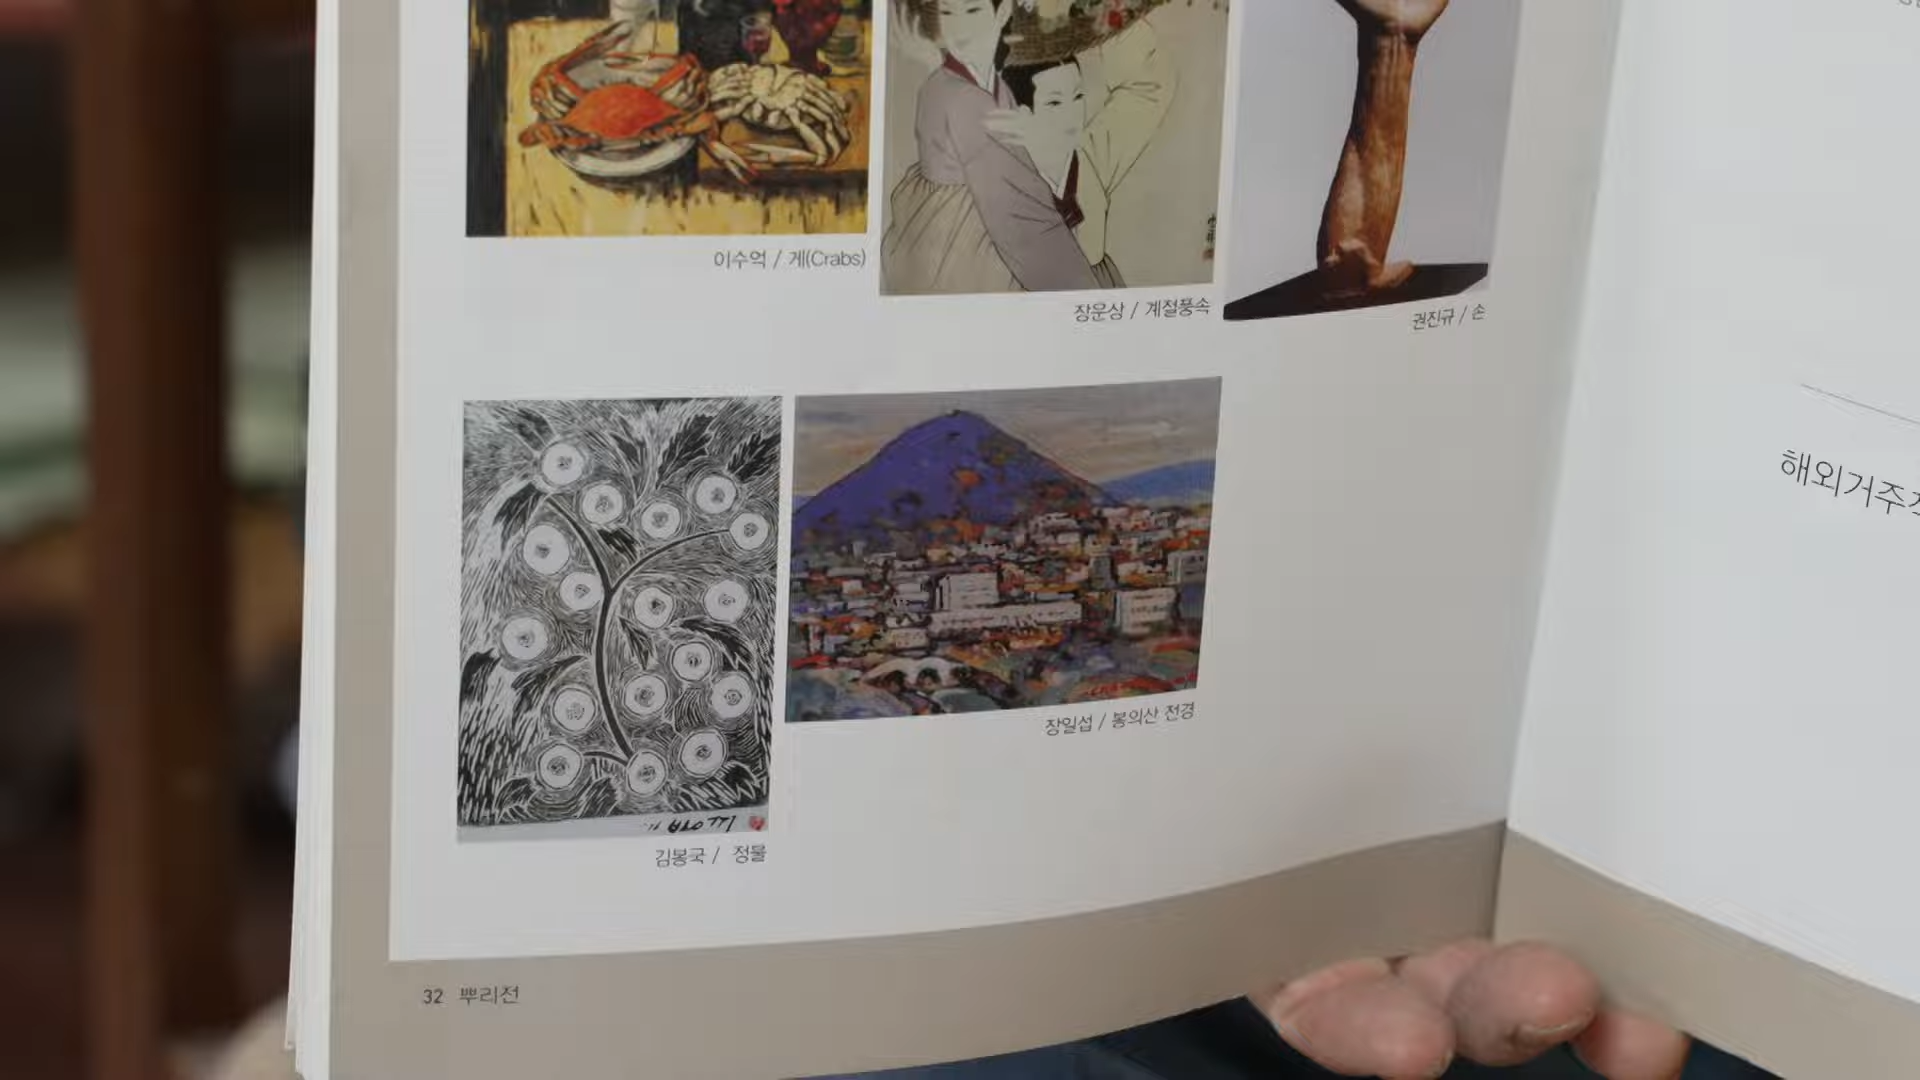 이수억 / 게(Crabs)
장운상 / 계절풍속
권진규 / 손
장일섭 / 봉의산 전경
김봉국 / 정물
32 뿌리전
해외거주